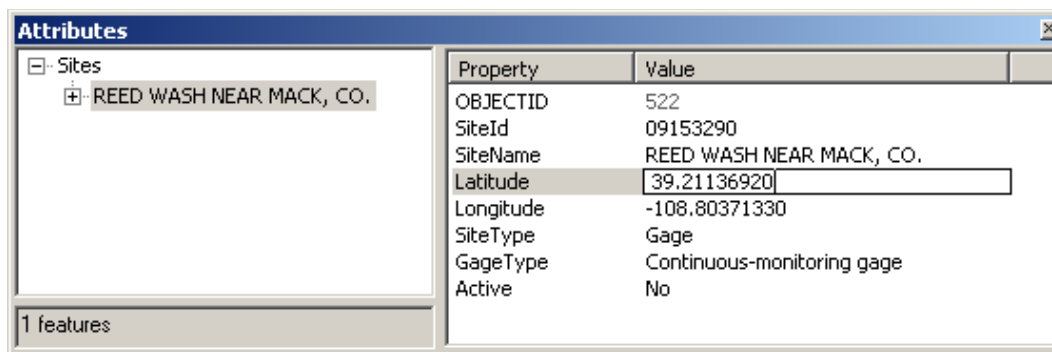 Attributes
Sites
REED WASH NEAR MACK, CO.
1 features
Property Value
OBJECTID 522
SiteId 09153290
SiteName REED WASH NEAR MACK, CO.
Latitude 39.21136920
Longitude -108.80371330
SiteType Gage
GageType Continuous-monitoring gage
Active No